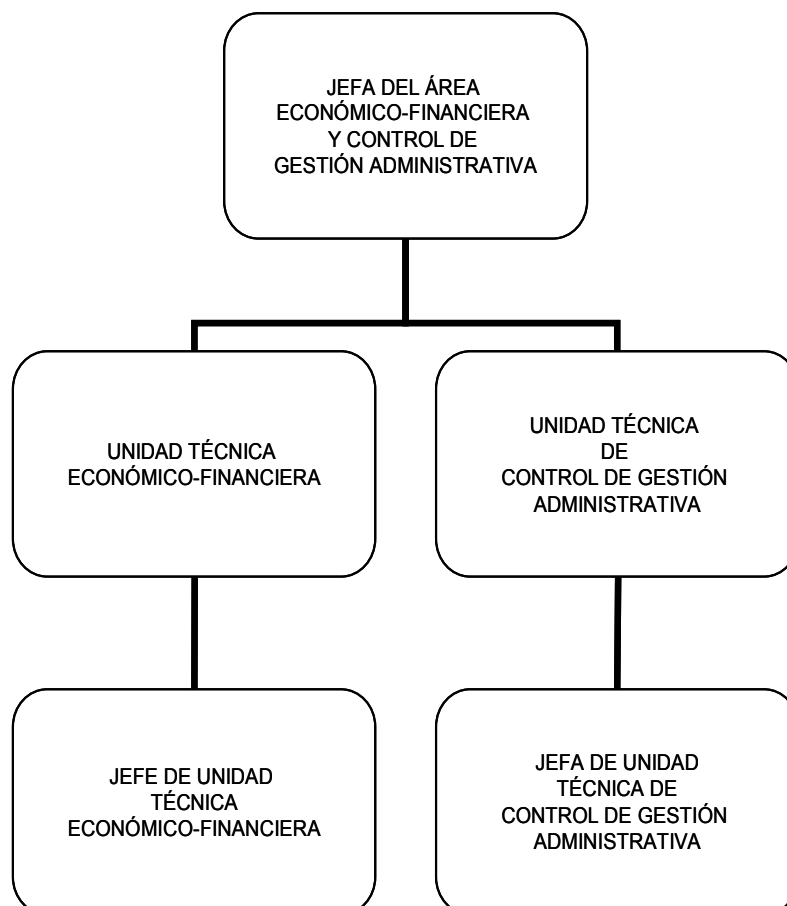 JEFA DEL ÁREA
ECONÓMICO-FINANCIERA
Y CONTROL DE
GESTIÓN ADMINISTRATIVA
UNIDAD TÉCNICA
ECONÓMICO-FINANCIERA
UNIDAD TÉCNICA
DE
CONTROL DE GESTIÓN
ADMINISTRATIVA
JEFE DE UNIDAD
TÉCNICA
ECONÓMICO-FINANCIERA
JEFA DE UNIDAD
TÉCNICA DE
CONTROL DE GESTIÓN
ADMINISTRATIVA